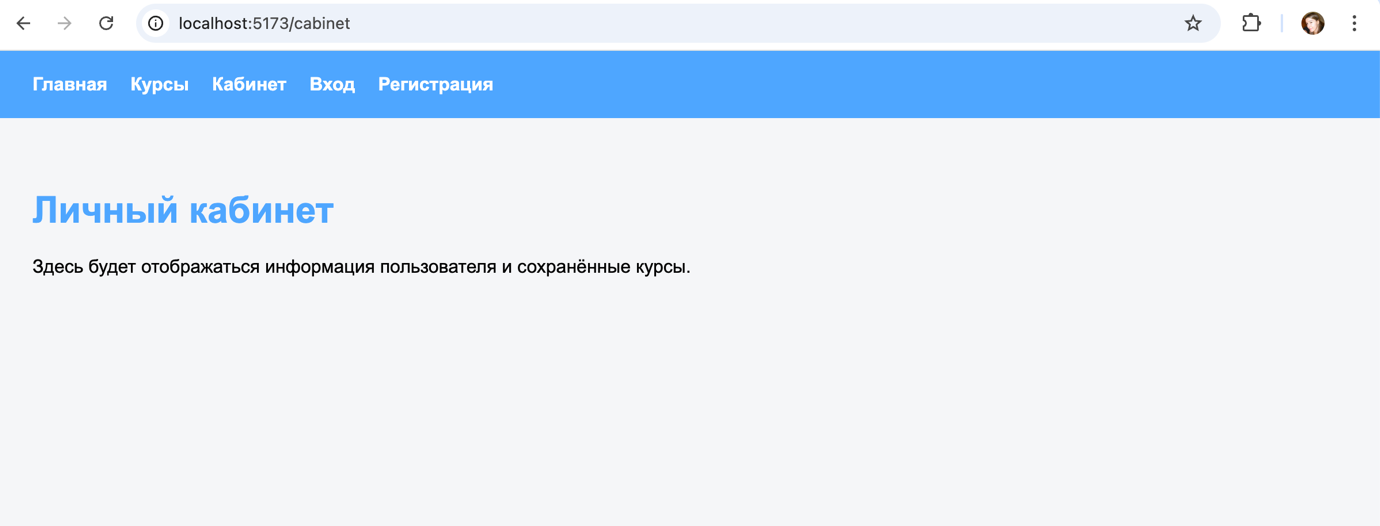 localhost:5173/cabinet
Главная Курсы Кабинет Вход Регистрация
Личный кабинет
Здесь будет отображаться информация пользователя и сохранённые курсы.